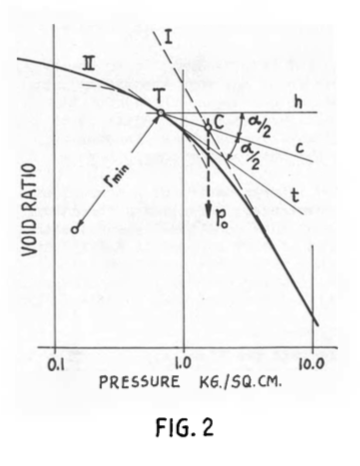 I
II
T
h
C
α/2
α/2
c
t
r min
p₀
VOID RATIO
0.1
1.0
10.0
PRESSURE KG./SQ.CM.
FIG. 2